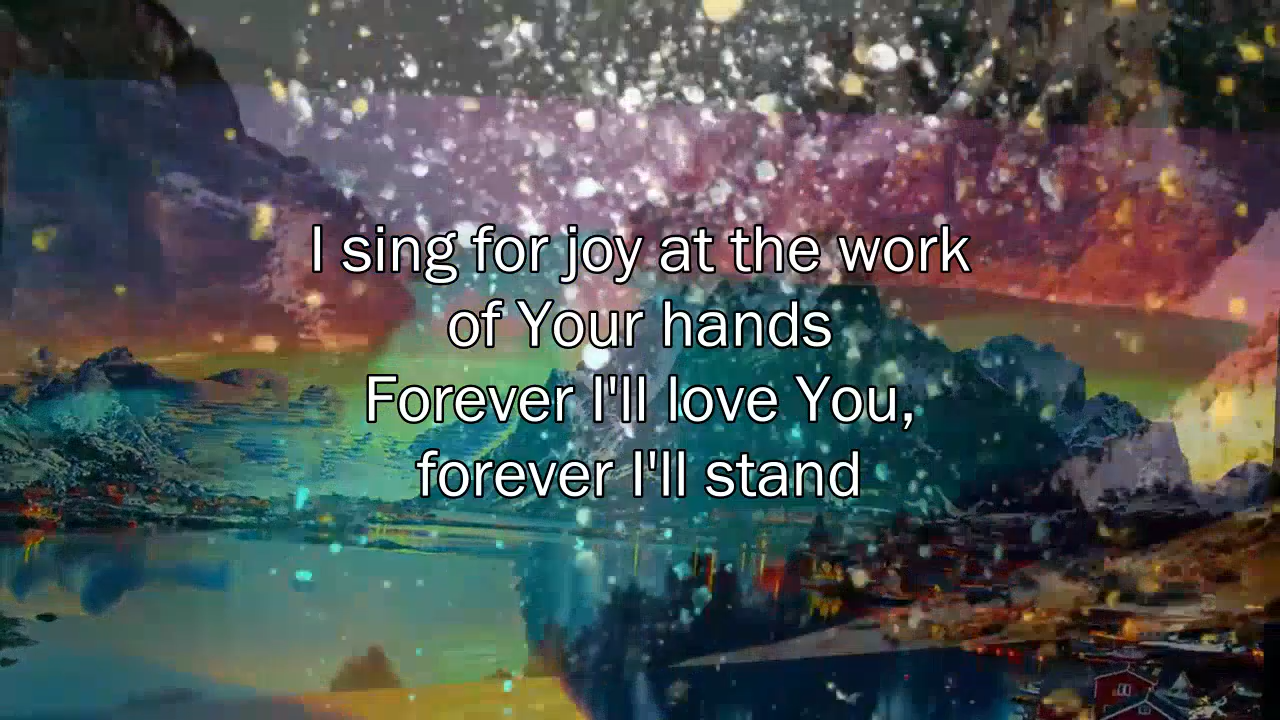 I sing for joy at the work
of Your hands
Forever I'll love You,
forever I'll stand